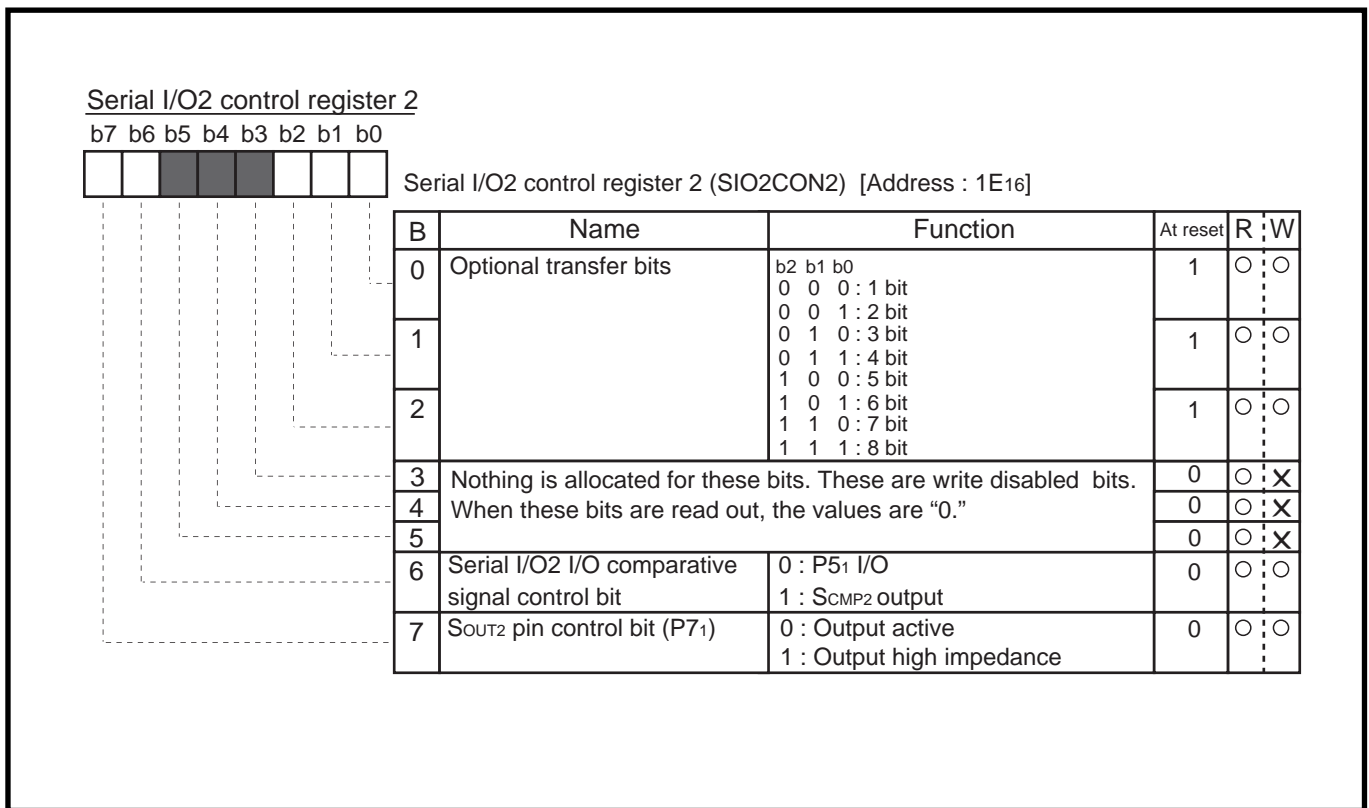 Serial I/O2 control register 2
b7 b6 b5 b4 b3 b2 b1 b0
Serial I/O2 control register 2 (SIO2CON2) [Address : 1E16]
B Name Function At reset R W
0 Optional transfer bits b2 b1 b0 1 ○ ○
0 0 0 : 1 bit
0 0 1 : 2 bit
1 0 1 0 : 3 bit 1 ○ ○
0 1 1 : 4 bit
1 0 0 : 5 bit
2 1 0 1 : 6 bit 1 ○ ○
1 1 0 : 7 bit
1 1 1 : 8 bit
3 Nothing is allocated for these bits. These are write disabled bits. 0 ○ ×
4 When these bits are read out, the values are “0.” 0 ○ ×
5 0 ○ ×
6 Serial I/O2 I/O comparative 0 : P51 I/O 0 ○ ○
signal control bit 1 : SCMP2 output
7 SOUT2 pin control bit (P71) 0 : Output active 0 ○ ○
1 : Output high impedance